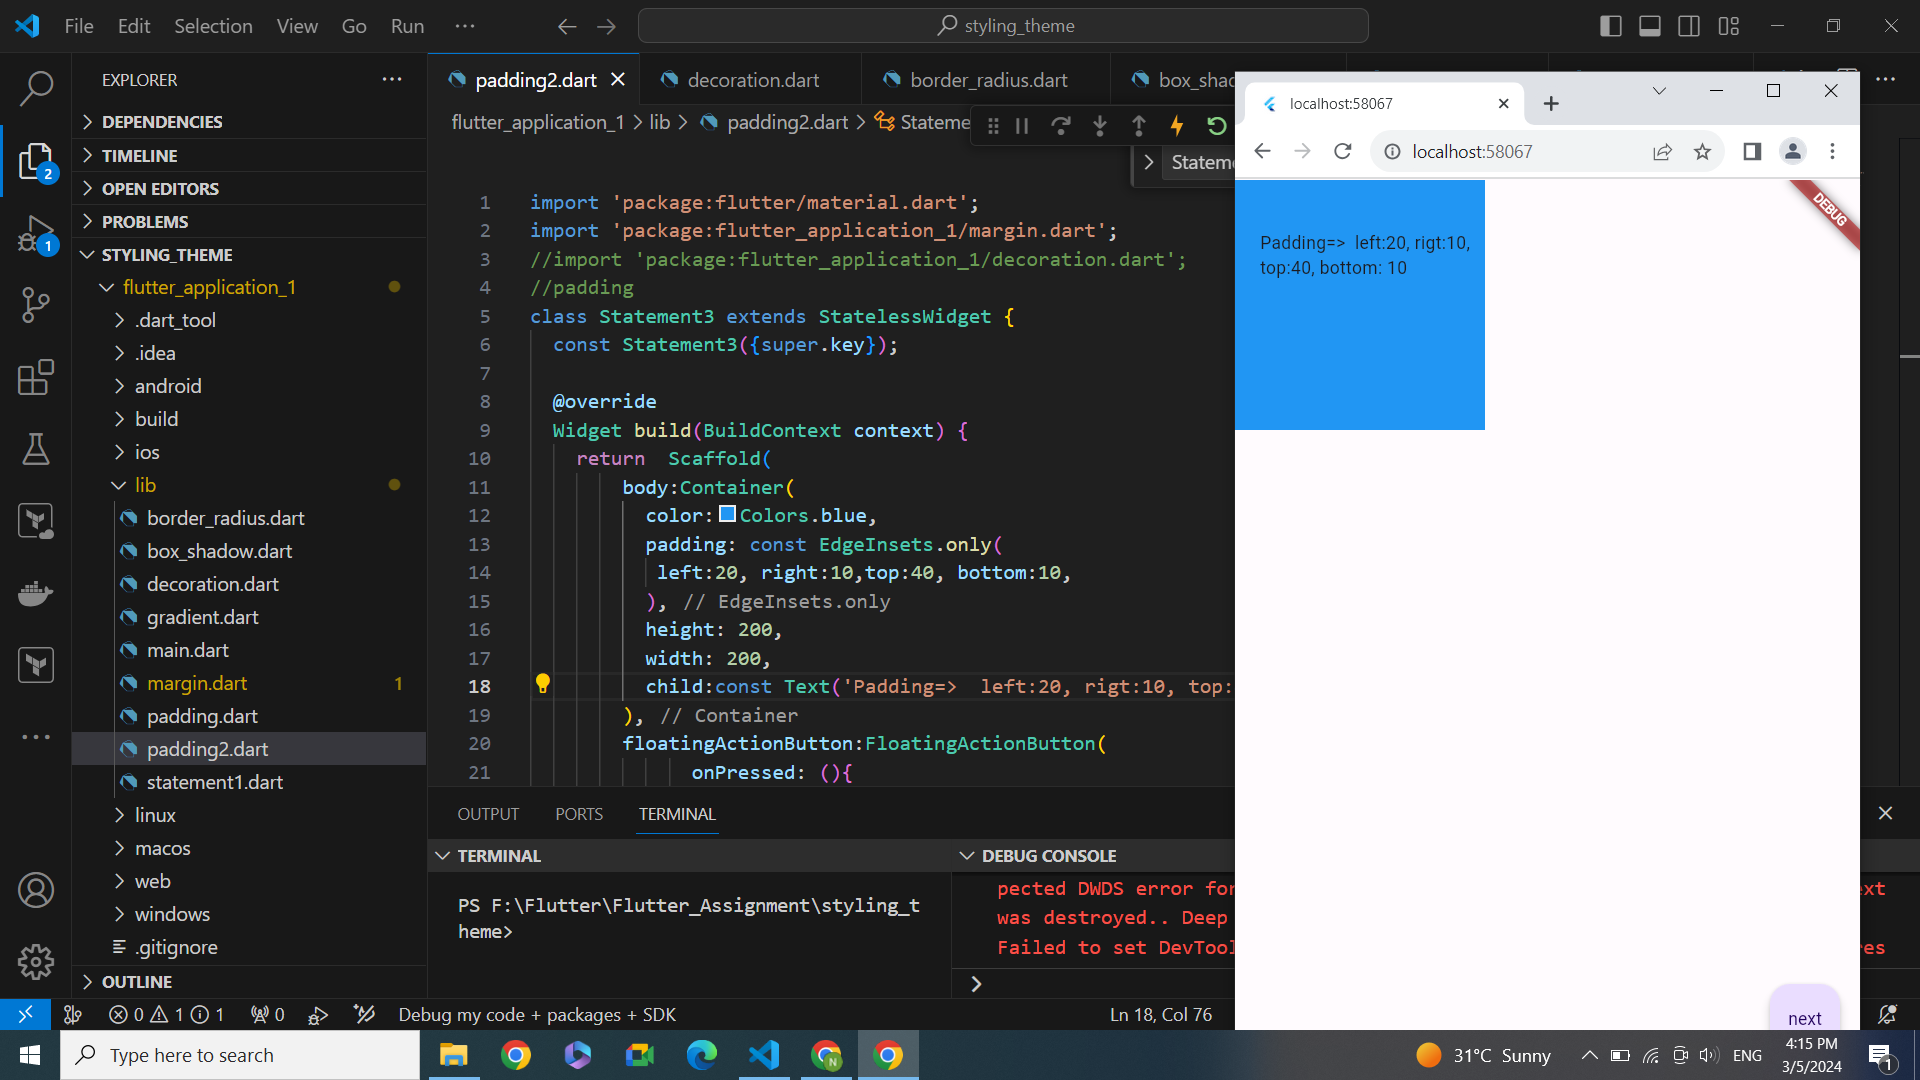 File Edit Selection View Go Run ··· styling_theme
EXPLORER
DEPENDENCIES
TIMELINE
OPEN EDITORS
PROBLEMS
STYLING_THEME
flutter_application_1
.dart_tool
.idea
android
build
ios
lib
border_radius.dart
box_shadow.dart
decoration.dart
gradient.dart
main.dart
margin.dart 1
padding.dart
padding2.dart
statement1.dart
linux
macos
web
windows
.gitignore
OUTLINE
2
1
padding2.dart decoration.dart border_radius.dart box_shad
flutter_application_1 > lib > padding2.dart > Stateme
Statem
1 import 'package:flutter/material.dart';
2 import 'package:flutter_application_1/margin.dart';
3 //import 'package:flutter_application_1/decoration.dart';
4 //padding
5 class Statement3 extends StatelessWidget {
6 const Statement3({super.key});
7
8 @override
9 Widget build(BuildContext context) {
10 return  Scaffold(
11 body:Container(
12 color: Colors.blue,
13 padding: const EdgeInsets.only(
14 left:20, right:10,top:40, bottom:10,
15 ), // EdgeInsets.only
16 height: 200,
17 width: 200,
18 child:const Text('Padding=>  left:20, rigt:10, top:
19 ), // Container
20 floatingActionButton:FloatingActionButton(
21 onPressed: (){
OUTPUT PORTS TERMINAL
TERMINAL
PS F:\Flutter\Flutter_Assignment\styling_t
heme>
DEBUG CONSOLE
pected DWDS error for ext
was destroyed.. Deep
Failed to set DevTool res
localhost:58067
localhost:58067
Padding=>  left:20, rigt:10,
top:40, bottom: 10
DEBUG
next
0 1 1 0 Debug my code + packages + SDK Ln 18, Col 76
Type here to search
N
31°C Sunny ENG
4:15 PM
3/5/2024
1